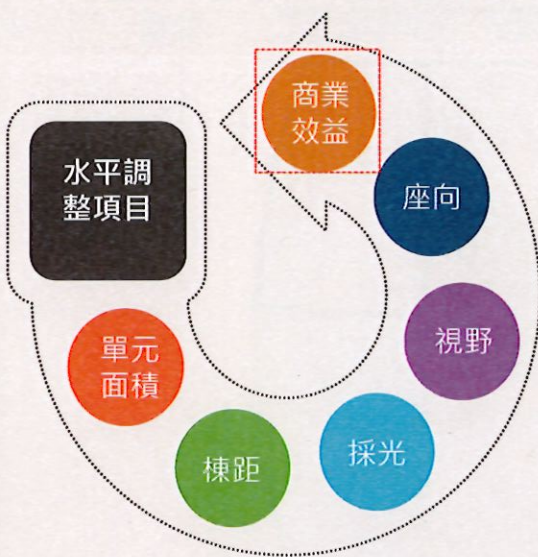 水平調
整項目
單元
面積
棟距
採光
視野
座向
商業
效益